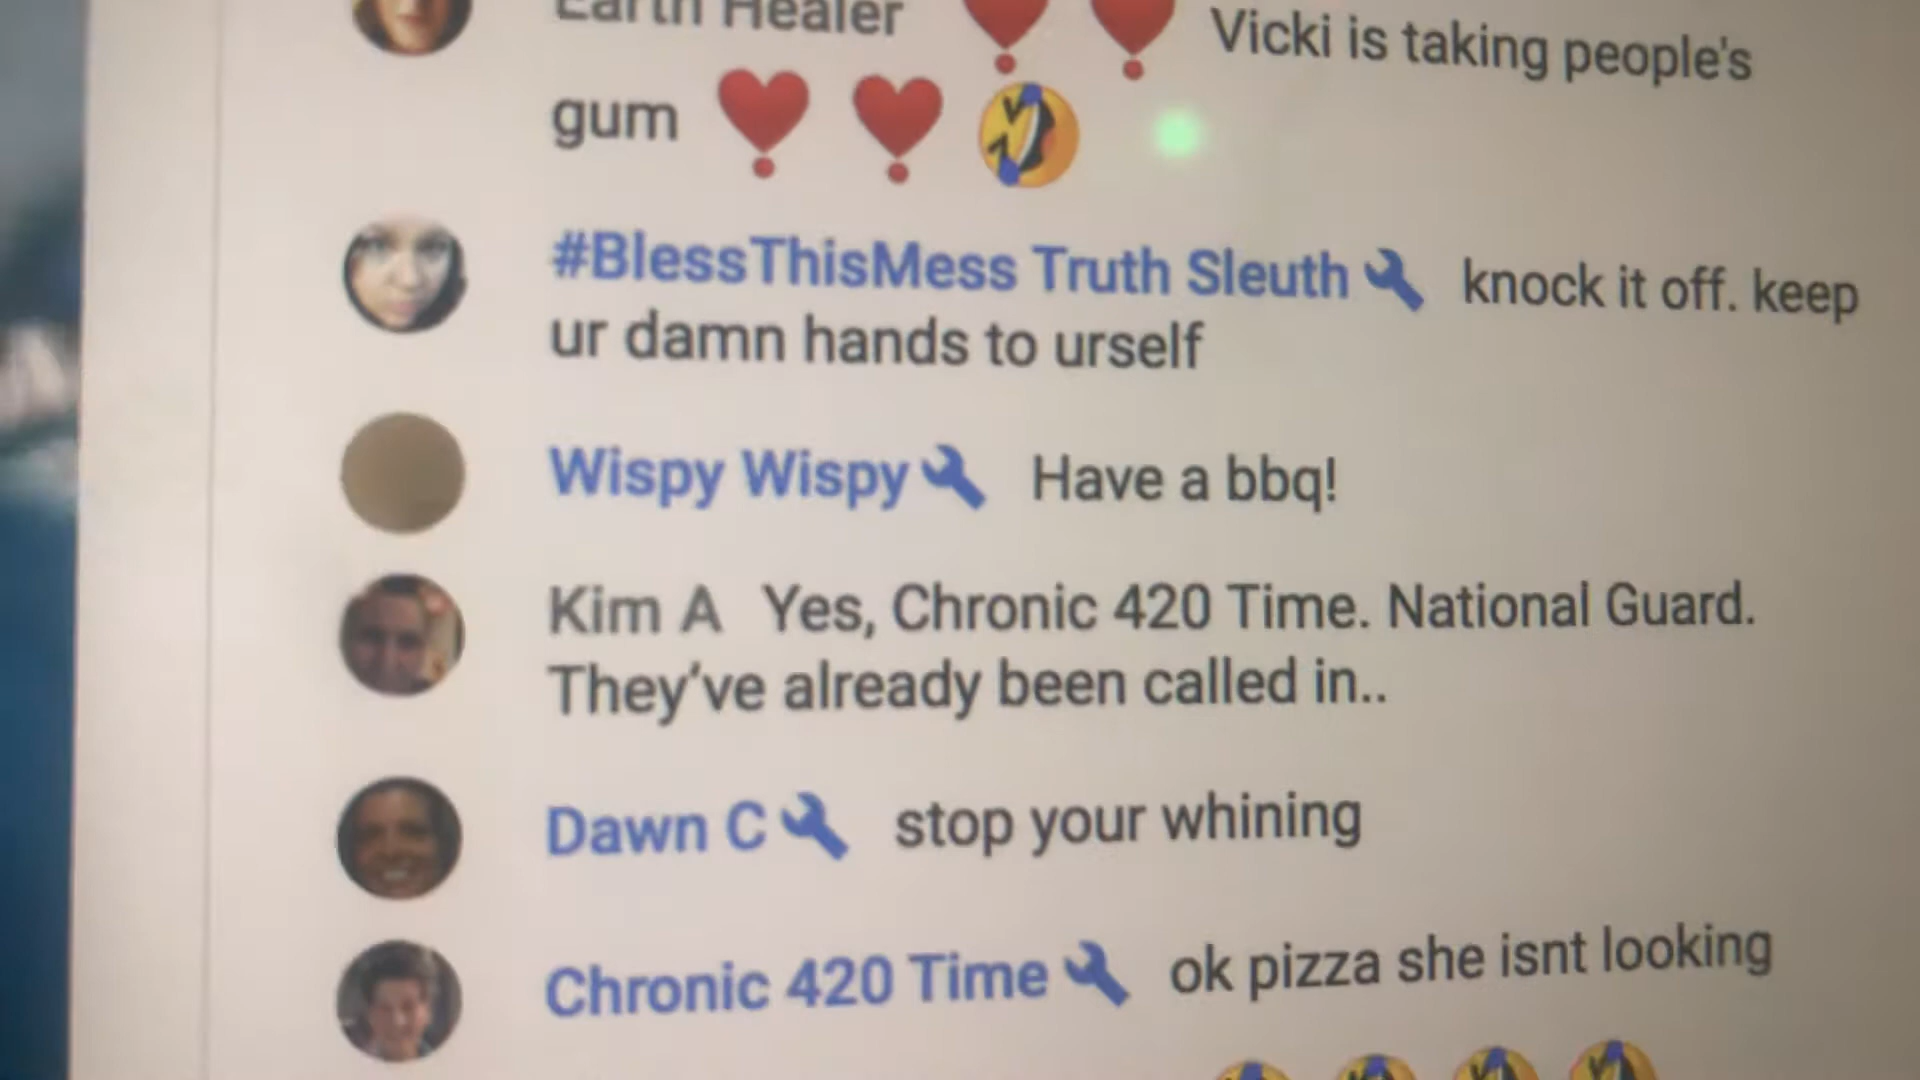 Earth Healer ❣️ ❣️ Vicki is taking people's
gum ❣️ ❣️ 🤣
#BlessThisMess Truth Sleuth 🔧 knock it off. keep
ur damn hands to urself
Wispy Wispy 🔧 Have a bbq!
Kim A Yes, Chronic 420 Time. National Guard.
They've already been called in..
Dawn C 🔧 stop your whining
Chronic 420 Time 🔧 ok pizza she isnt looking
🤣 🤣 🤣 🤣